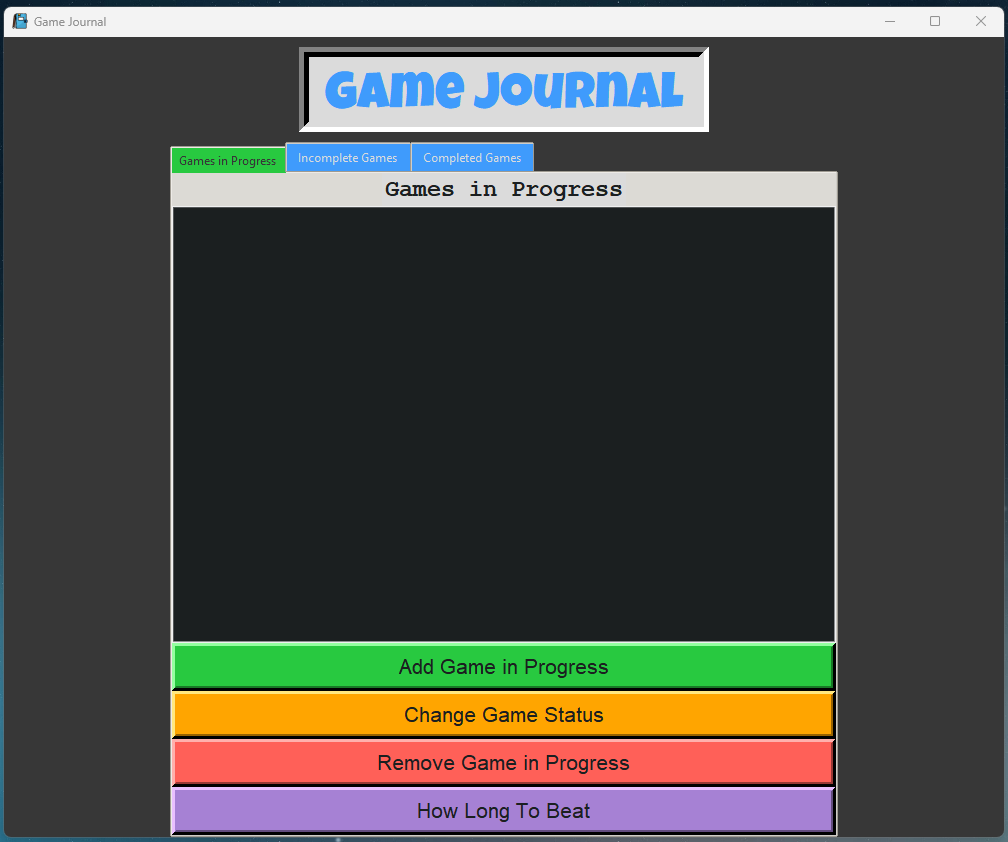 Game Journal
Game Journal
Games in Progress
Incomplete Games
Completed Games
Games in Progress
Add Game in Progress
Change Game Status
Remove Game in Progress
How Long To Beat